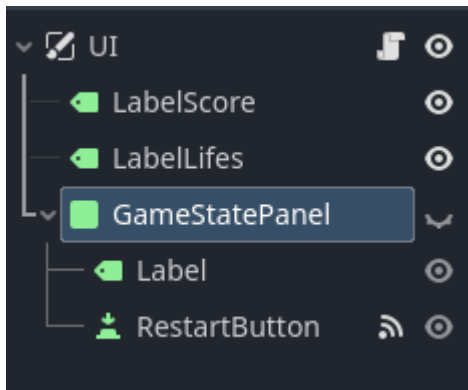 UI
LabelScore
LabelLifes
GameStatePanel
Label
RestartButton